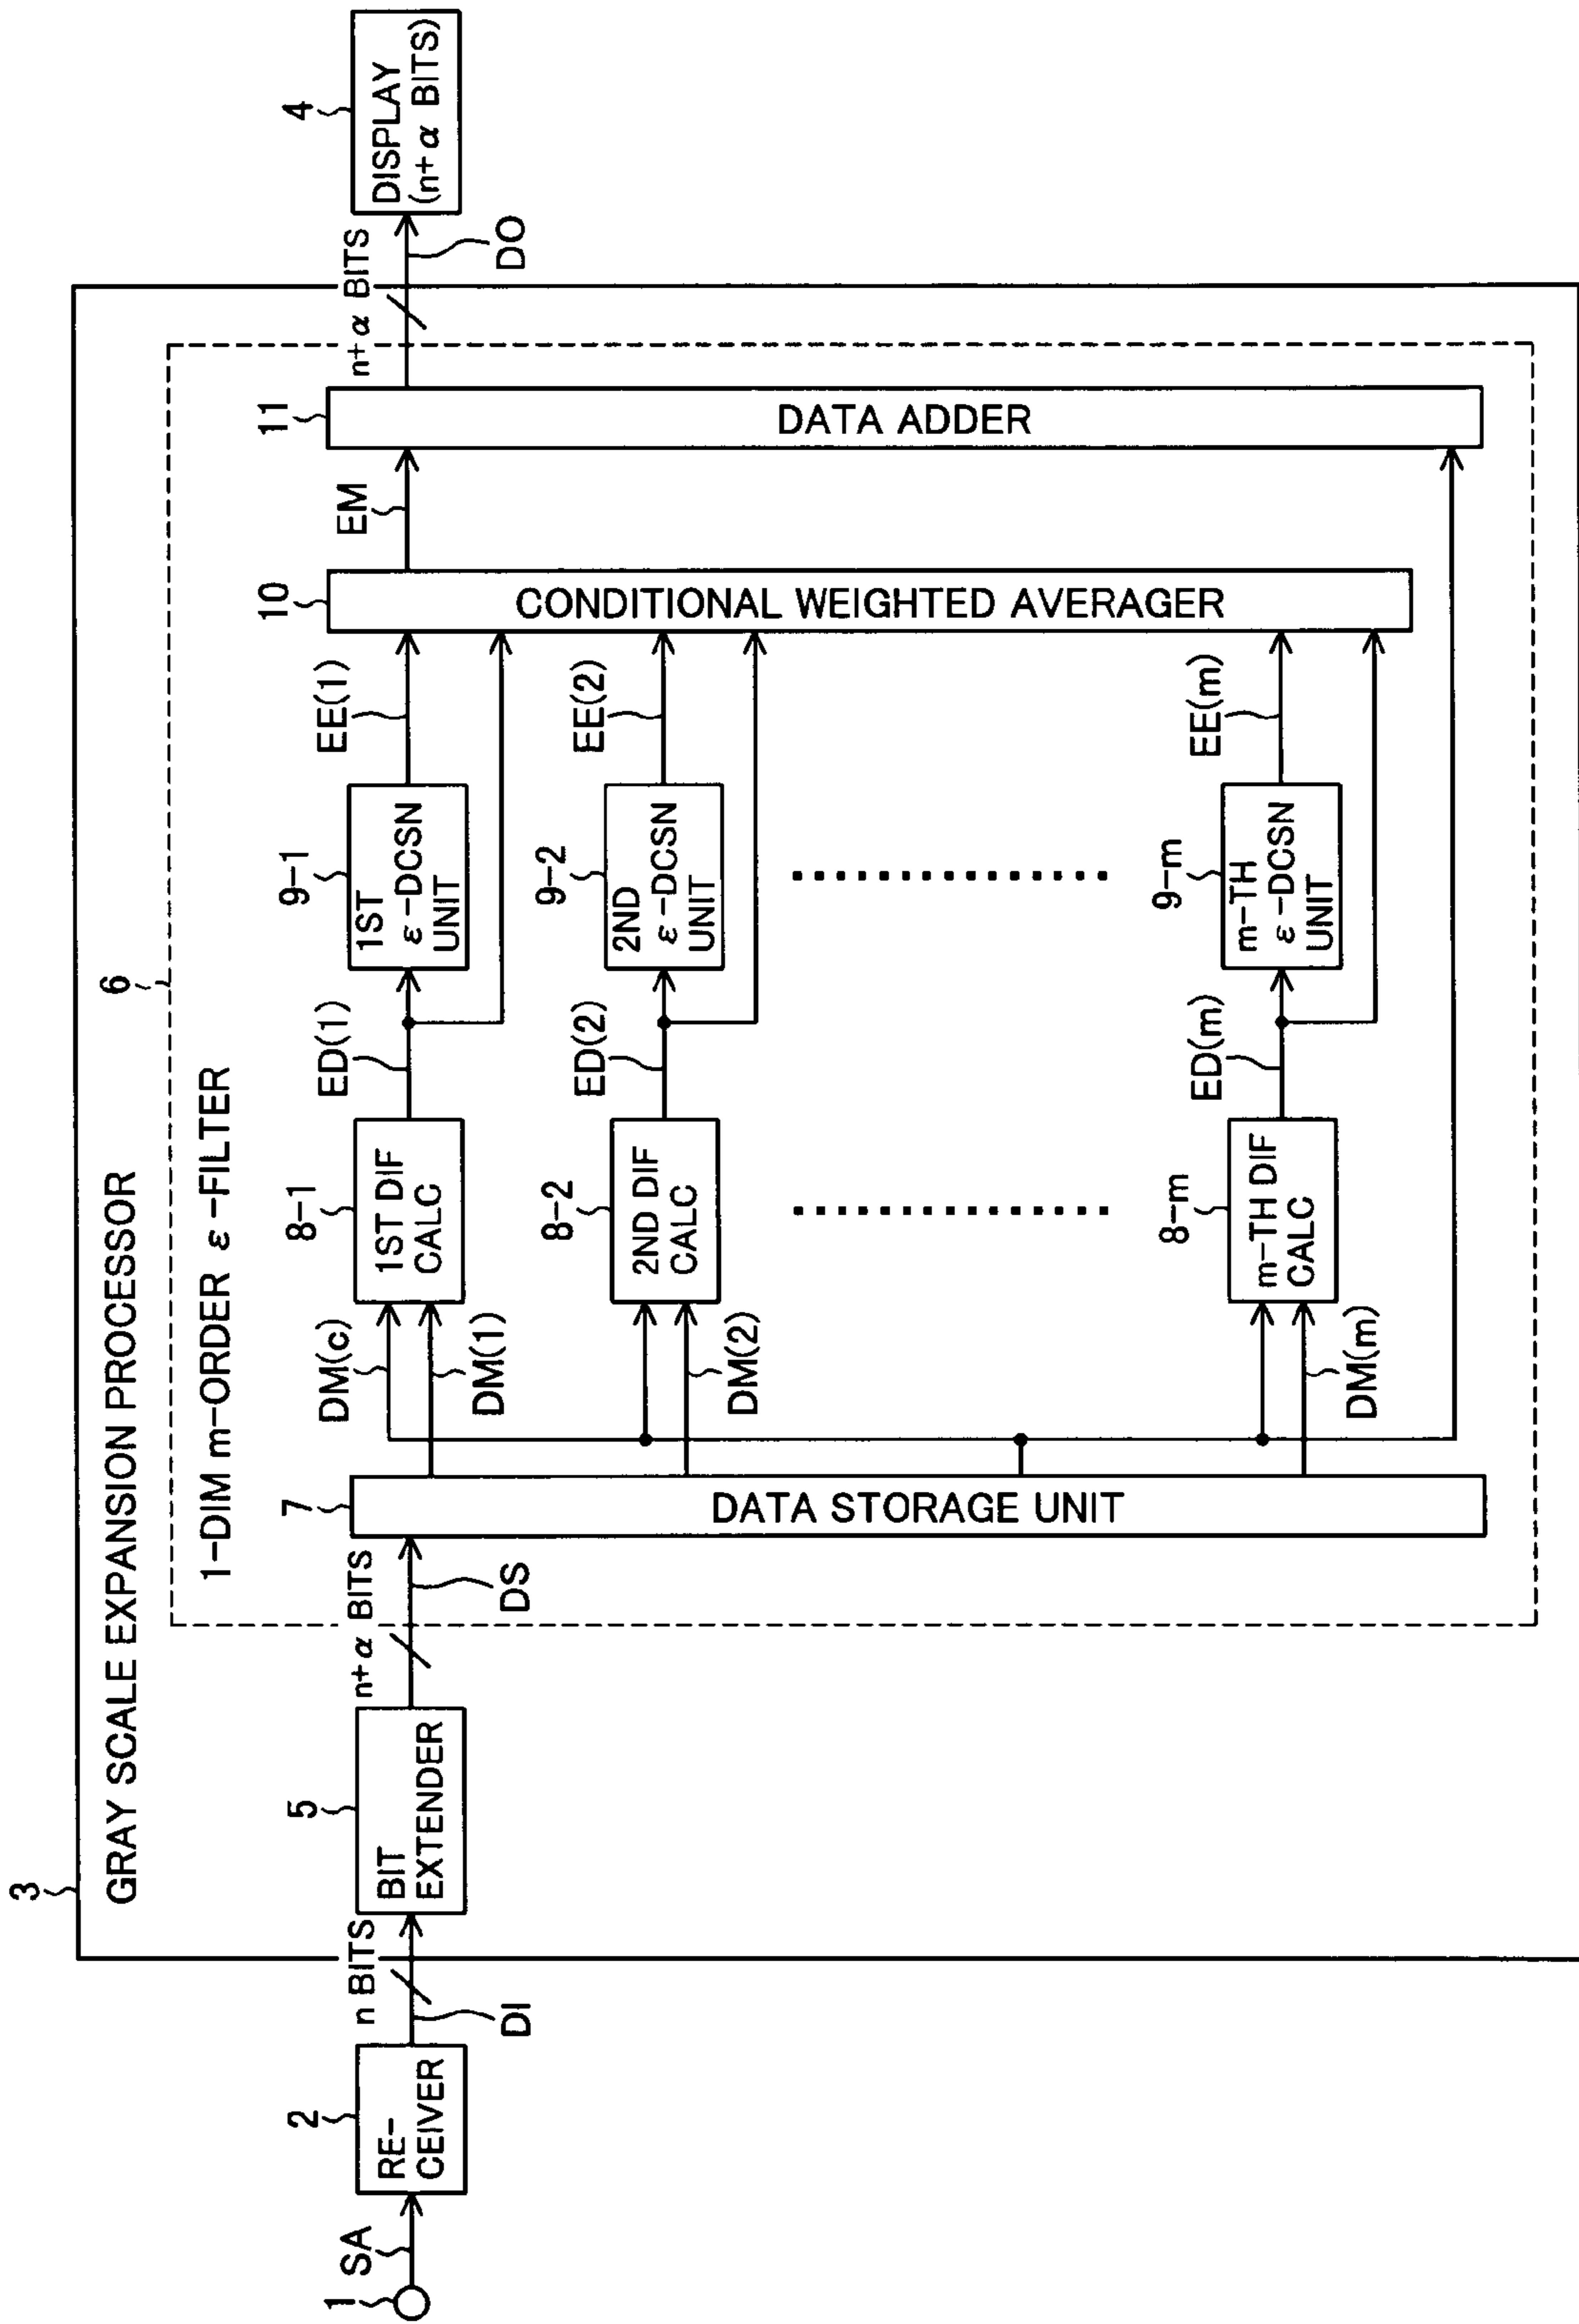 3
GRAY SCALE EXPANSION PROCESSOR
6
1-DIM m-ORDER ε-FILTER
1
SA
2
RE-
CEIVER
n BITS
DI
5
BIT
EXTENDER
n+α BITS
DS
7
DATA STORAGE UNIT
DM(c)
DM(1)
8-1
1ST DIF
CALC
ED(1)
9-1
1ST
ε-DCSN
UNIT
EE(1)
DM(2)
8-2
2ND DIF
CALC
ED(2)
9-2
2ND
ε-DCSN
UNIT
EE(2)
DM(m)
8-m
m-TH DIF
CALC
ED(m)
9-m
m-TH
ε-DCSN
UNIT
EE(m)
10
CONDITIONAL WEIGHTED AVERAGER
EM
11
DATA ADDER
n+α BITS
DO
4
DISPLAY
(n+α BITS)